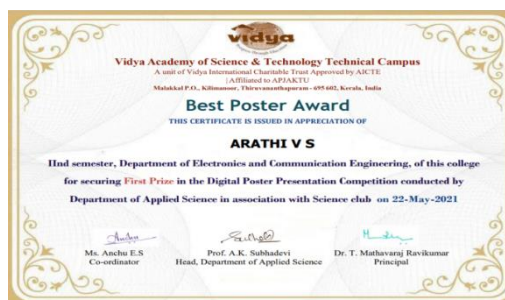 vidya
Vidya Academy of Science & Technology Technical Campus
A unit of Vidya International Charitable Trust Approved by AICTE
| Affiliated to APJAKTU
Malakkal P.O., Kilimanoor, Thiruvananthapuram - 695 602, Kerala, India
Best Poster Award
THIS CERTIFICATE IS ISSUED IN APPRECIATION OF
ARATHI V S
IInd semester, Department of Electronics and Communication Engineering, of this college
for securing First Prize in the Digital Poster Presentation Competition conducted by
Department of Applied Science in association with Science club on 22-May-2021
Ms. Anchu E.S Prof. A.K. Subhadevi Dr. T. Mathavaraj Ravikumar
Co-ordinator Head, Department of Applied Science Principal